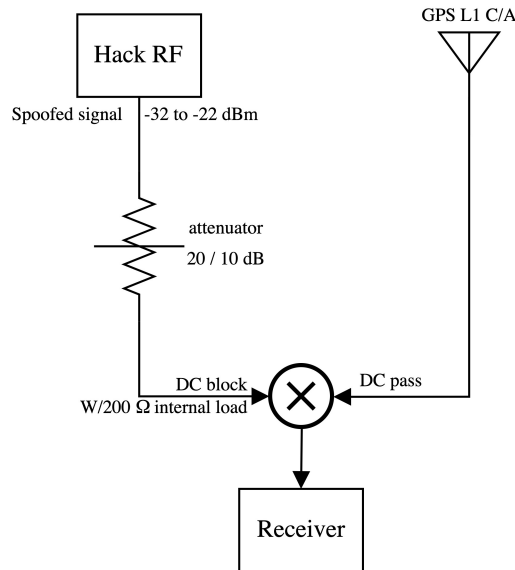 GPS L1 C/A
Hack RF
Spoofed signal -32 to -22 dBm
attenuator
20 / 10 dB
DC block
DC pass
W/200 Ω internal load
Receiver